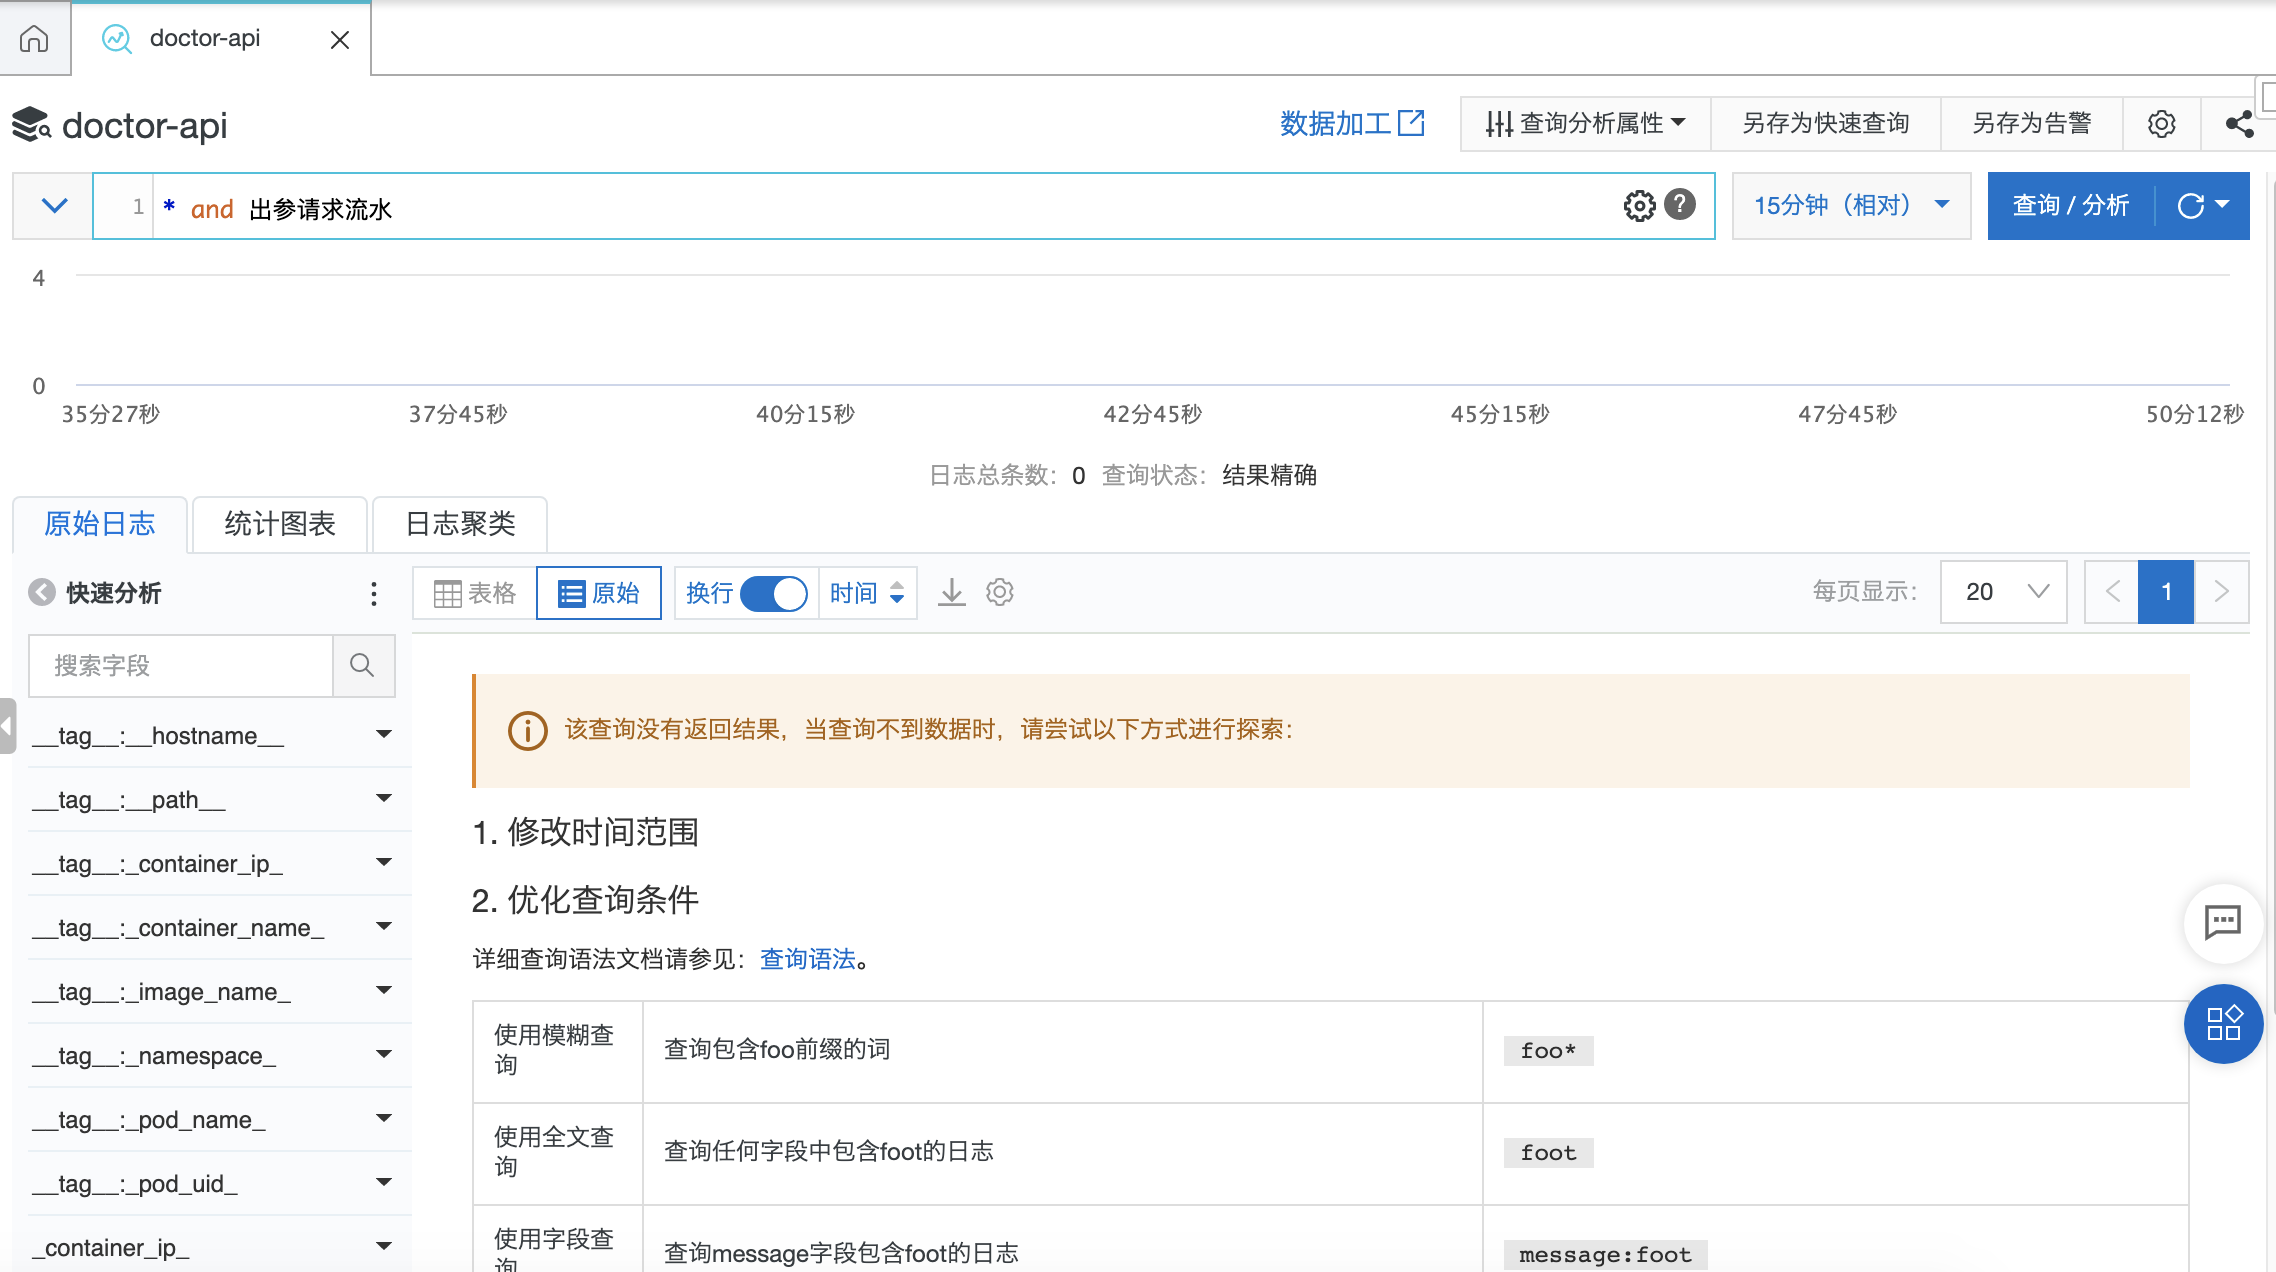 doctor-api
doctor-api
数据加工
查询分析属性
另存为快速查询
另存为告警
1 * and 出参请求流水
15分钟（相对）
查询 / 分析
4
0
35分27秒 37分45秒 40分15秒 42分45秒 45分15秒 47分45秒 50分12秒
日志总条数：0 查询状态：结果精确
原始日志 统计图表 日志聚类
快速分析
表格 原始 换行 时间
每页显示： 20 1
搜索字段
__tag__:__hostname__
__tag__:__path__
__tag__:_container_ip_
__tag__:_container_name_
__tag__:_image_name_
__tag__:_namespace_
__tag__:_pod_name_
__tag__:_pod_uid_
_container_ip_
该查询没有返回结果，当查询不到数据时，请尝试以下方式进行探索：
1. 修改时间范围
2. 优化查询条件
详细查询语法文档请参见：查询语法。
使用模糊查
询
查询包含foo前缀的词
foo*
使用全文查
询
查询任何字段中包含foot的日志
foot
使用字段查
询
查询message字段包含foot的日志
message:foot